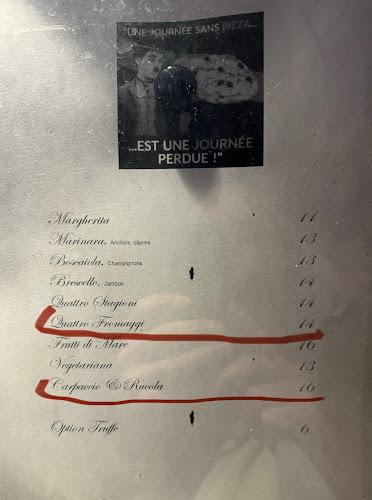 "UNE JOURNÉE SANS PIZZA...
...EST UNE JOURNÉE
PERDUE !"
Margherita 11
Marinara, Anchois, câpres 13
Boscaiola, Champignons 13
Brescello, Jambon 14
Quattro Stagioni 14
Quattro Fromaggi 14
Frutti di Mare 16
Vegetariana 13
Carpaccio & Rucola 16
Option Truffe 6